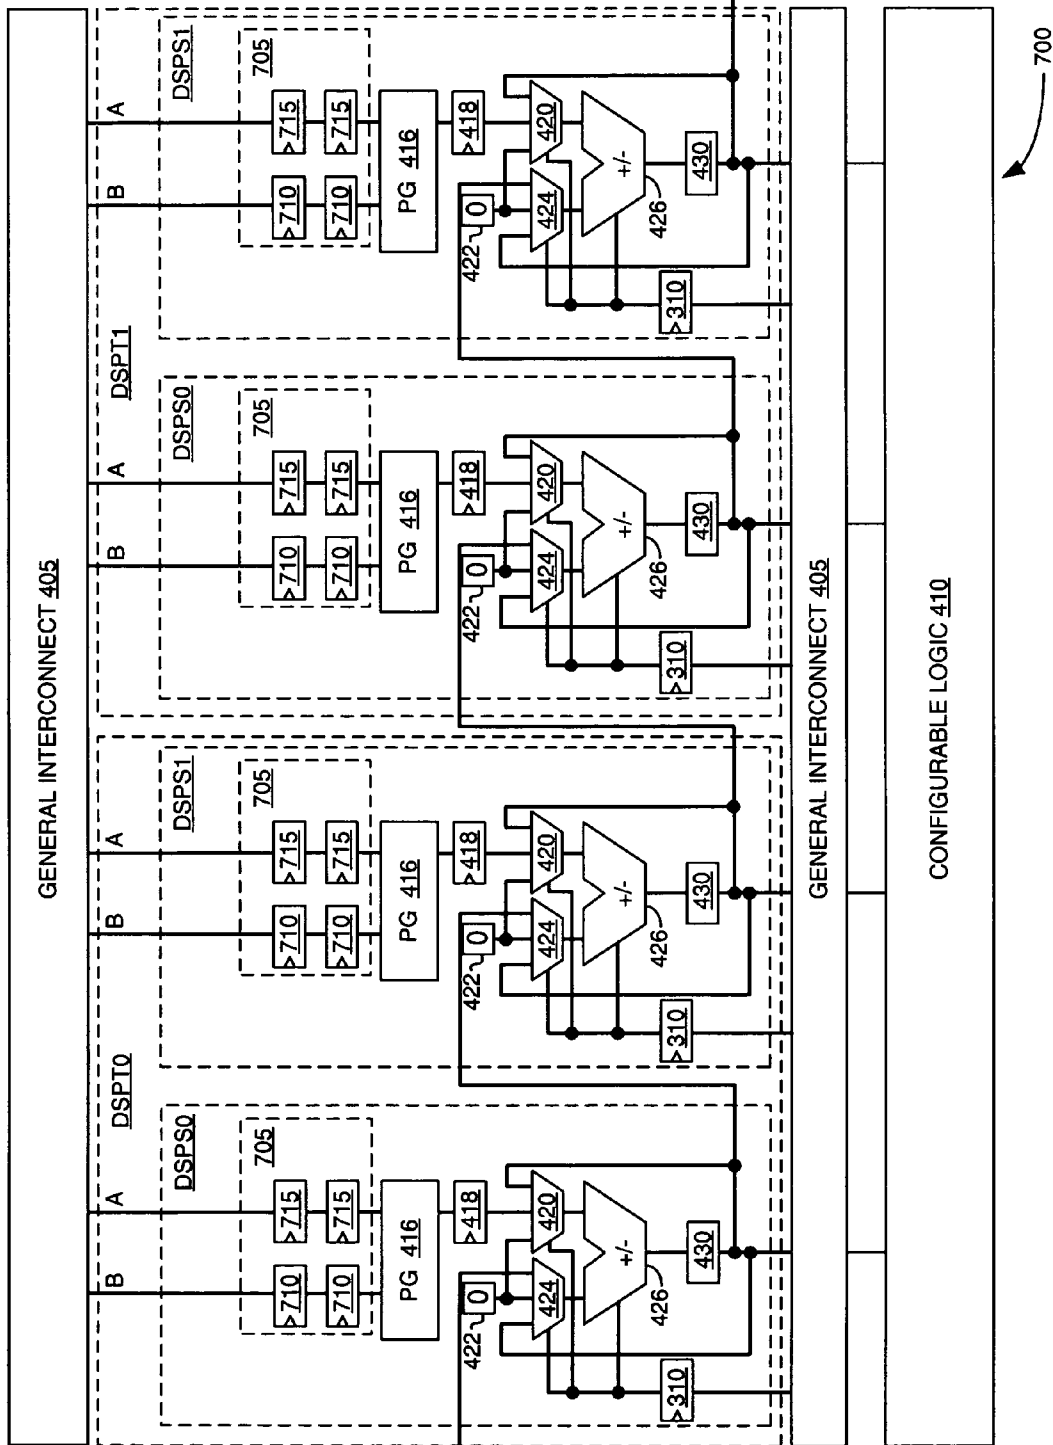 GENERAL INTERCONNECT 405
DSPT0
B
A
DSPS0
705
710
715
710
715
PG 416
418
422
0
424
420
+/-
426
310
430
B
A
DSPS1
705
710
715
710
715
PG 416
418
422
0
424
420
+/-
426
310
430
DSPT1
B
A
DSPS0
705
710
715
710
715
PG 416
418
422
0
424
420
+/-
426
310
430
B
A
DSPS1
705
710
715
710
715
PG 416
418
422
0
424
420
+/-
426
310
430
GENERAL INTERCONNECT 405
CONFIGURABLE LOGIC 410
700